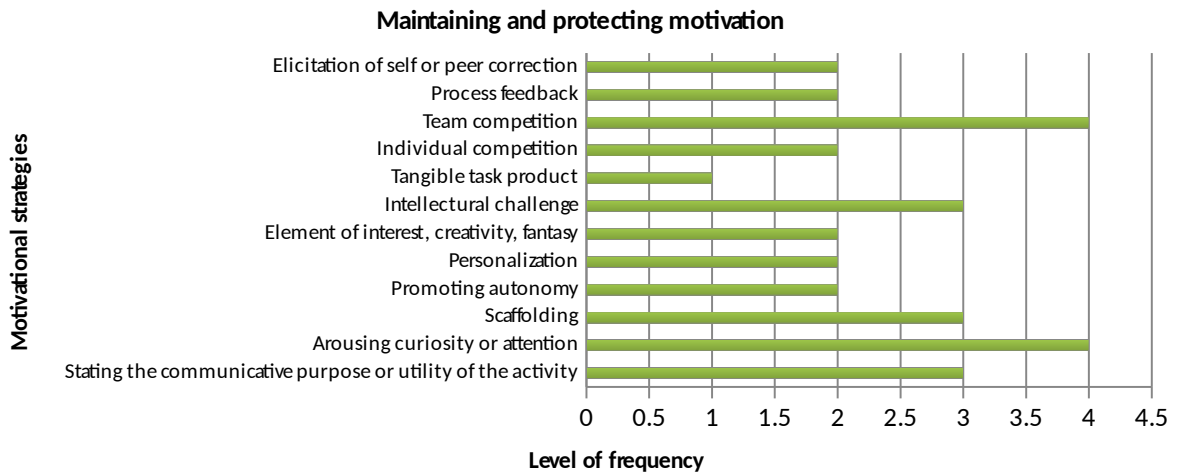 Maintaining and protecting motivation
Motivational strategies
Elicitation of self or peer correction
Process feedback
Team competition
Individual competition
Tangible task product
Intellectural challenge
Element of interest, creativity, fantasy
Personalization
Promoting autonomy
Scaffolding
Arousing curiosity or attention
Stating the communicative purpose or utility of the activity
0 0.5 1 1.5 2 2.5 3 3.5 4 4.5
Level of frequency